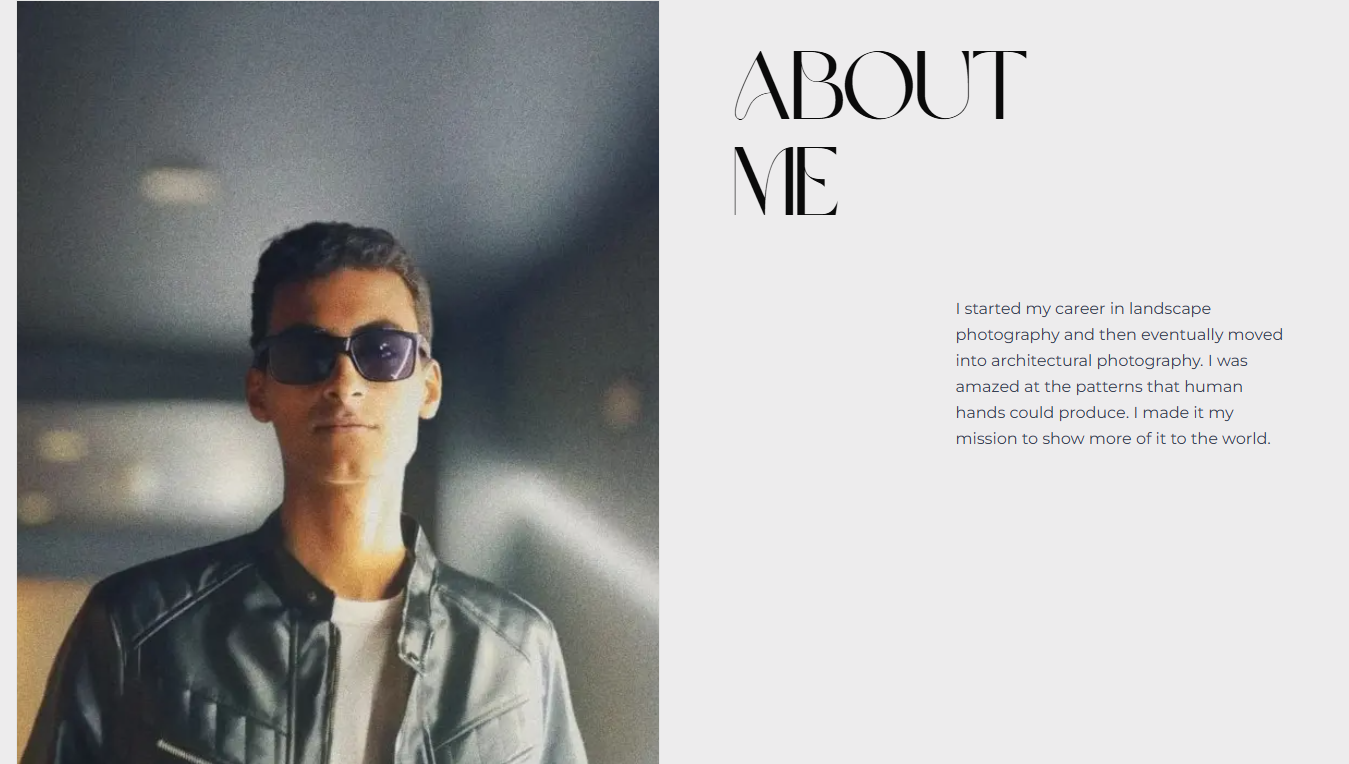 ABOUT
ME
I started my career in landscape
photography and then eventually moved
into architectural photography. I was
amazed at the patterns that human
hands could produce. I made it my
mission to show more of it to the world.